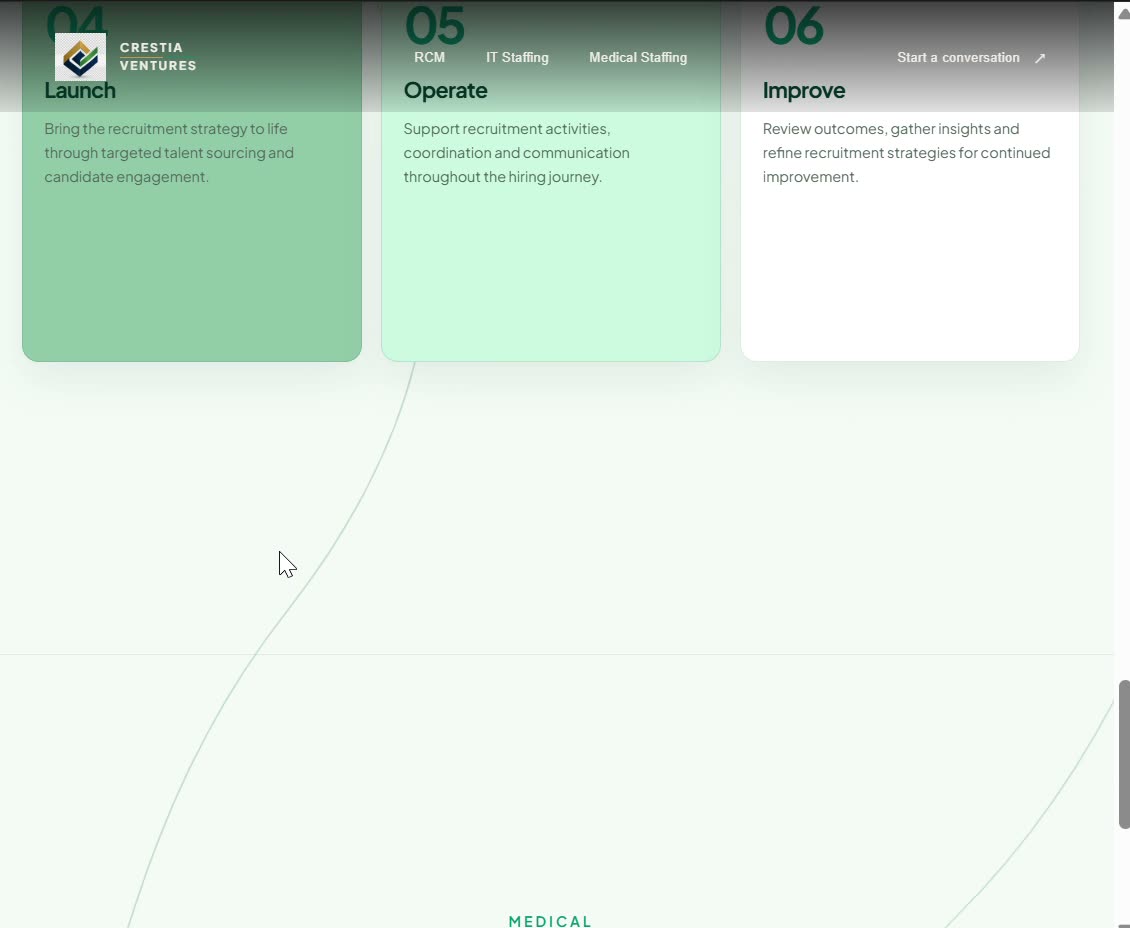 04
05
06
CRESTIA
VENTURES
RCM
IT Staffing
Medical Staffing
Start a conversation ↗
Launch
Bring the recruitment strategy to life
through targeted talent sourcing and
candidate engagement.
Operate
Support recruitment activities,
coordination and communication
throughout the hiring journey.
Improve
Review outcomes, gather insights and
refine recruitment strategies for continued
improvement.
MEDICAL